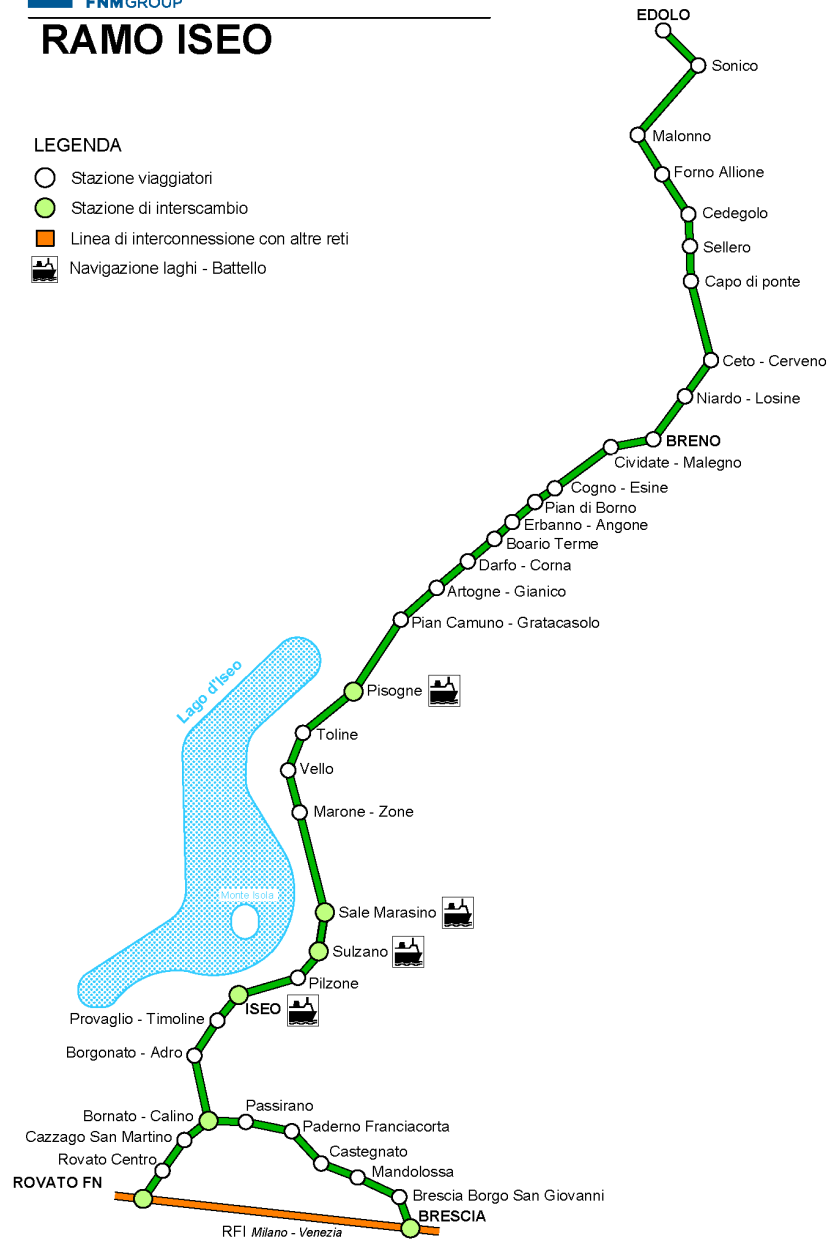 FNMGROUP
RAMO ISEO
LEGENDA
Stazione viaggiatori
Stazione di interscambio
Linea di interconnessione con altre reti
Navigazione laghi - Battello
EDOLO
Sonico
Malonno
Forno Allione
Cedegolo
Sellero
Capo di ponte
Ceto - Cerveno
Niardo - Losine
BRENO
Cividate - Malegno
Cogno - Esine
Pian di Borno
Erbanno - Angone
Boario Terme
Darfo - Corna
Artogne - Gianico
Pian Camuno - Gratacasolo
Lago d'Iseo
Pisogne
Toline
Vello
Marone - Zone
Monte Isola
Sale Marasino
Sulzano
Pilzone
ISEO
Provaglio - Timoline
Borgonato - Adro
Bornato - Calino
Passirano
Paderno Franciacorta
Cazzago San Martino
Castegnato
Rovato Centro
Mandolossa
ROVATO FN
Brescia Borgo San Giovanni
BRESCIA
RFI Milano - Venezia